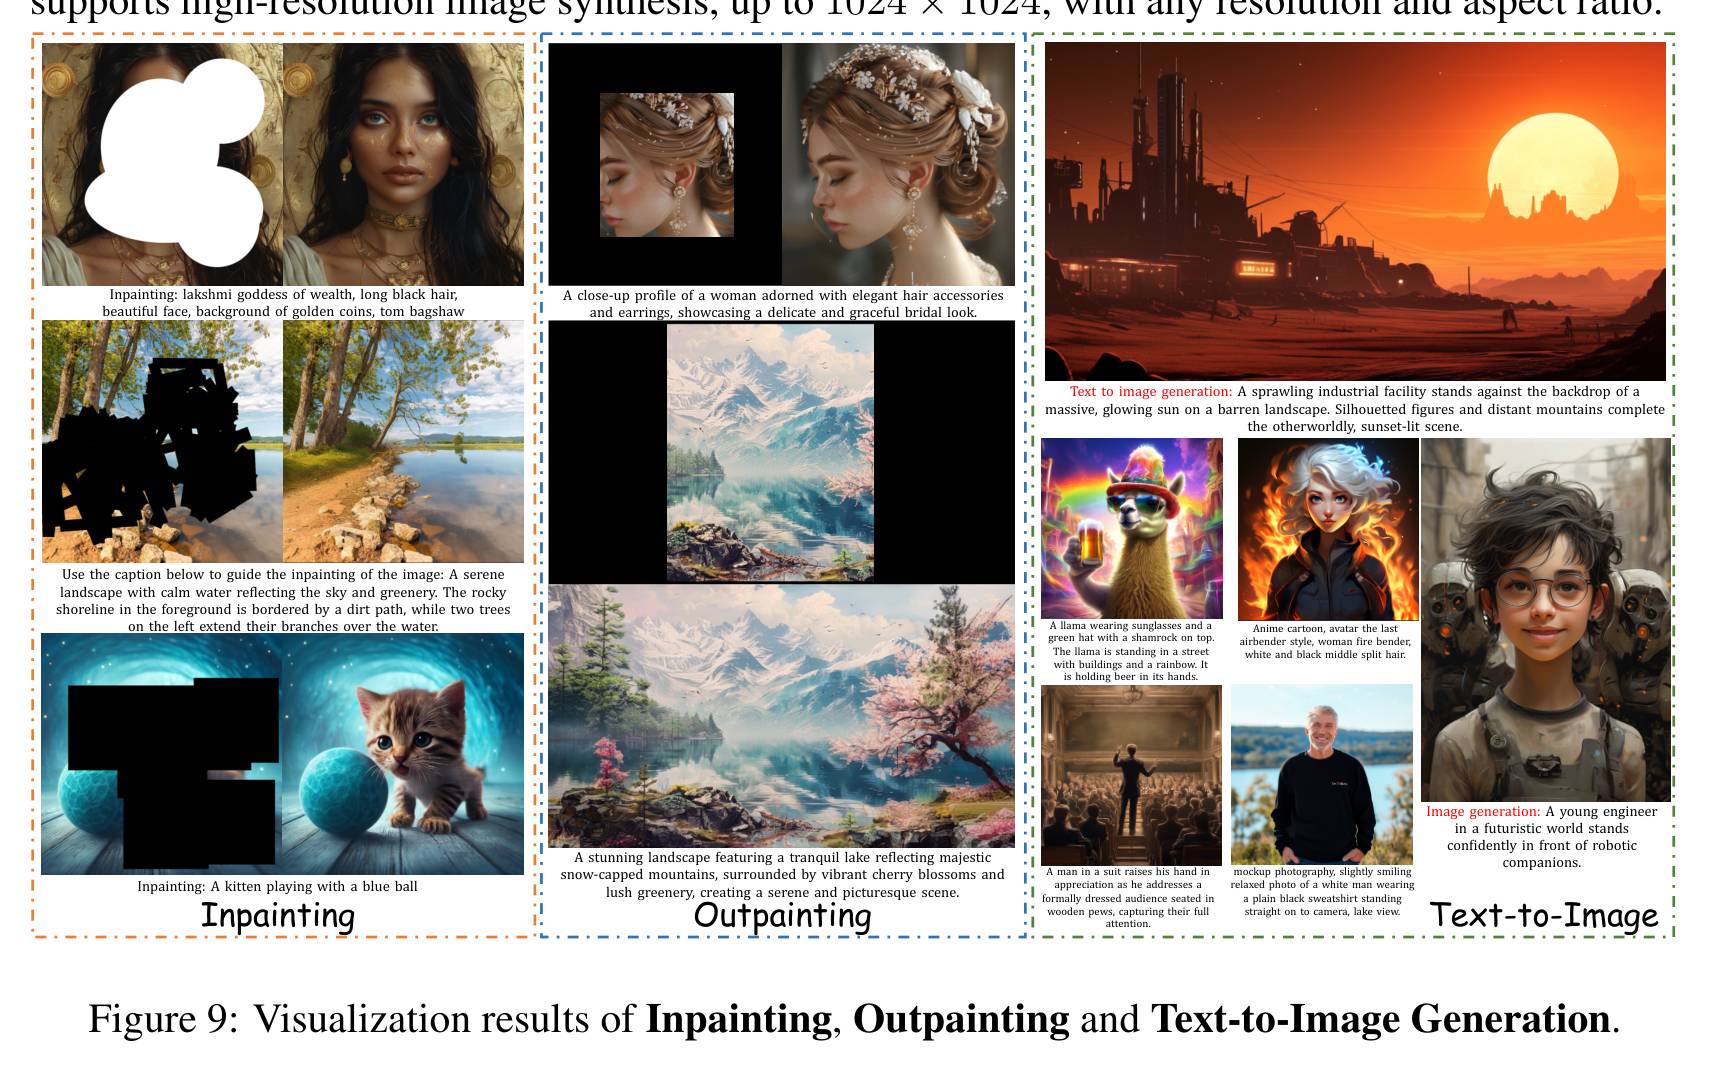 supports high-resolution image synthesis, up to 1024 × 1024, with any resolution and aspect ratio.
Inpainting: lakshmi goddess of wealth, long black hair,
beautiful face, background of golden coins, tom bagshaw
Use the caption below to guide the inpainting of the image: A serene
landscape with calm water reflecting the sky and greenery. The rocky
shoreline in the foreground is bordered by a dirt path, while two trees
on the left extend their branches over the water.
Inpainting: A kitten playing with a blue ball
Inpainting
A close-up profile of a woman adorned with elegant hair accessories
and earrings, showcasing a delicate and graceful bridal look.
A stunning landscape featuring a tranquil lake reflecting majestic
snow-capped mountains, surrounded by vibrant cherry blossoms and
lush greenery, creating a serene and picturesque scene.
Outpainting
Text to image generation: A sprawling industrial facility stands against the backdrop of a
massive, glowing sun on a barren landscape. Silhouetted figures and distant mountains complete
the otherworldly, sunset-lit scene.
A llama wearing sunglasses and a
green hat with a shamrock on top.
The llama is standing in a street
with buildings and a rainbow. It
is holding beer in its hands.
Anime cartoon, avatar the last
airbender style, woman fire bender,
white and black middle split hair.
A man in a suit raises his hand in
appreciation as he addresses a
formally dressed audience seated in
wooden pews, capturing their full
attention.
mockup photography, slightly smiling
relaxed photo of a white man wearing
a plain black sweatshirt standing
straight on to camera, lake view.
Image generation: A young engineer
in a futuristic world stands
confidently in front of robotic
companions.
Text-to-Image
Figure 9: Visualization results of Inpainting, Outpainting and Text-to-Image Generation.